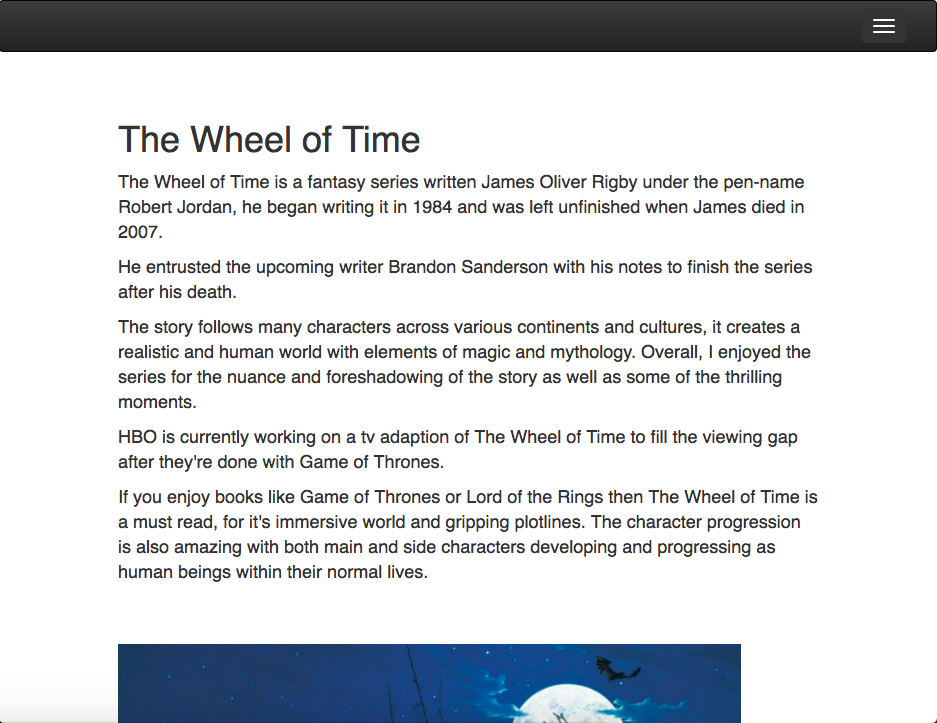 The Wheel of Time
The Wheel of Time is a fantasy series written James Oliver Rigby under the pen-name
Robert Jordan, he began writing it in 1984 and was left unfinished when James died in
2007.
He entrusted the upcoming writer Brandon Sanderson with his notes to finish the series
after his death.
The story follows many characters across various continents and cultures, it creates a
realistic and human world with elements of magic and mythology. Overall, I enjoyed the
series for the nuance and foreshadowing of the story as well as some of the thrilling
moments.
HBO is currently working on a tv adaption of The Wheel of Time to fill the viewing gap
after they're done with Game of Thrones.
If you enjoy books like Game of Thrones or Lord of the Rings then The Wheel of Time is
a must read, for it's immersive world and gripping plotlines. The character progression
is also amazing with both main and side characters developing and progressing as
human beings within their normal lives.